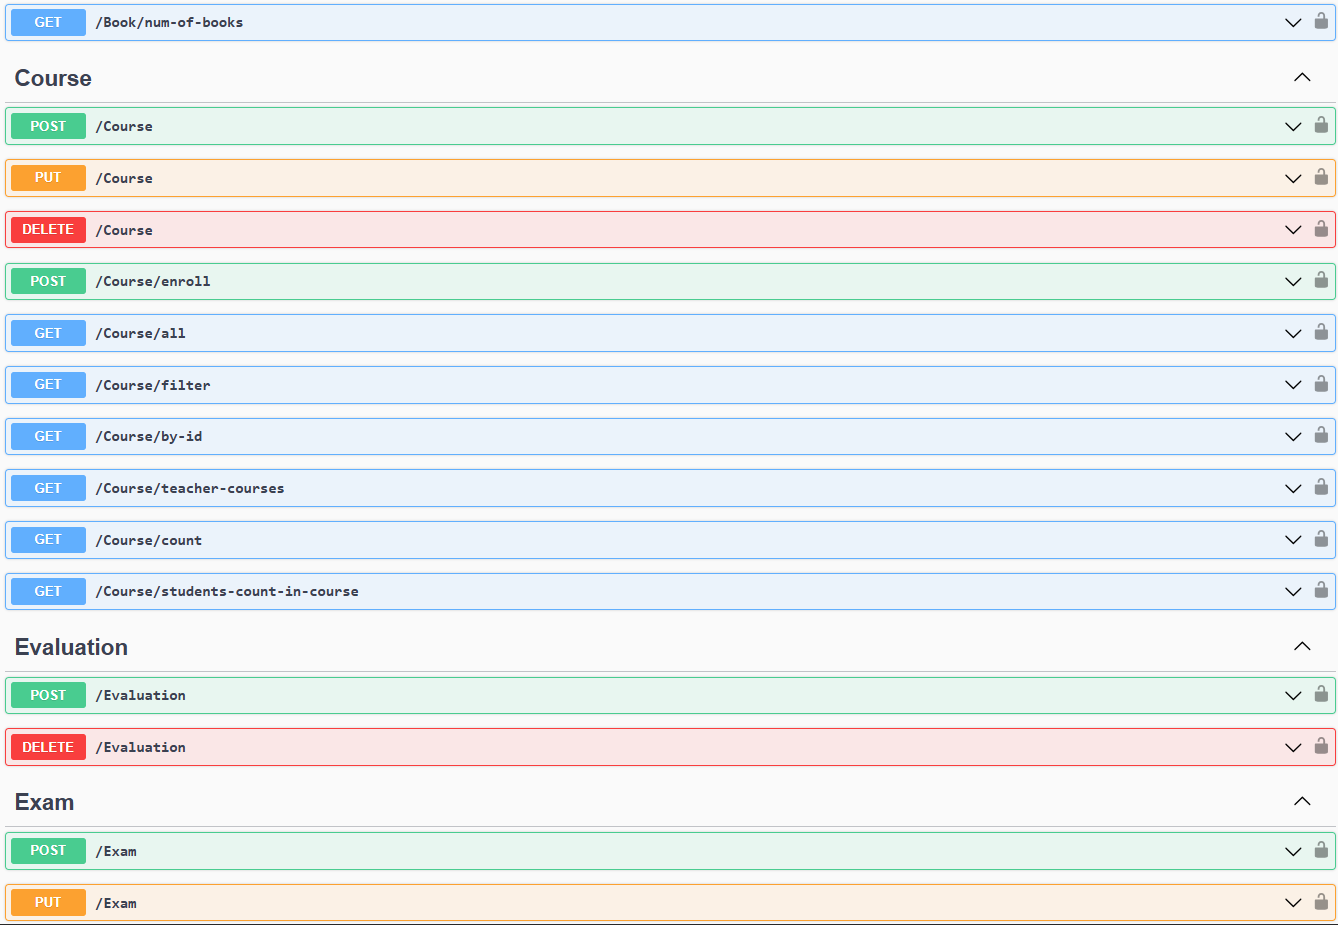 GET /Book/num-of-books
Course
POST /Course
PUT /Course
DELETE /Course
POST /Course/enroll
GET /Course/all
GET /Course/filter
GET /Course/by-id
GET /Course/teacher-courses
GET /Course/count
GET /Course/students-count-in-course
Evaluation
POST /Evaluation
DELETE /Evaluation
Exam
POST /Exam
PUT /Exam